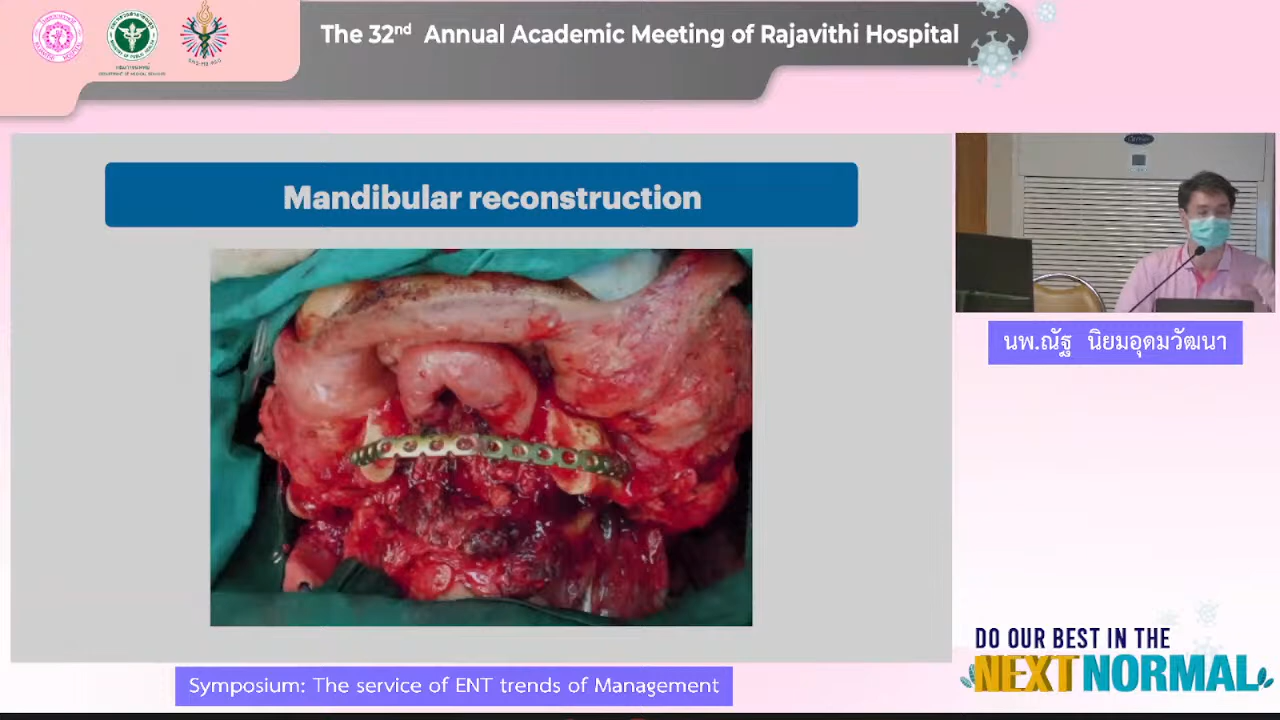 The 32nd Annual Academic Meeting of Rajavithi Hospital
Mandibular reconstruction
นพ.ณัฐ นิยมอุดมวัฒนา
DO OUR BEST IN THE
NEXT NORMAL
Symposium: The service of ENT trends of Management